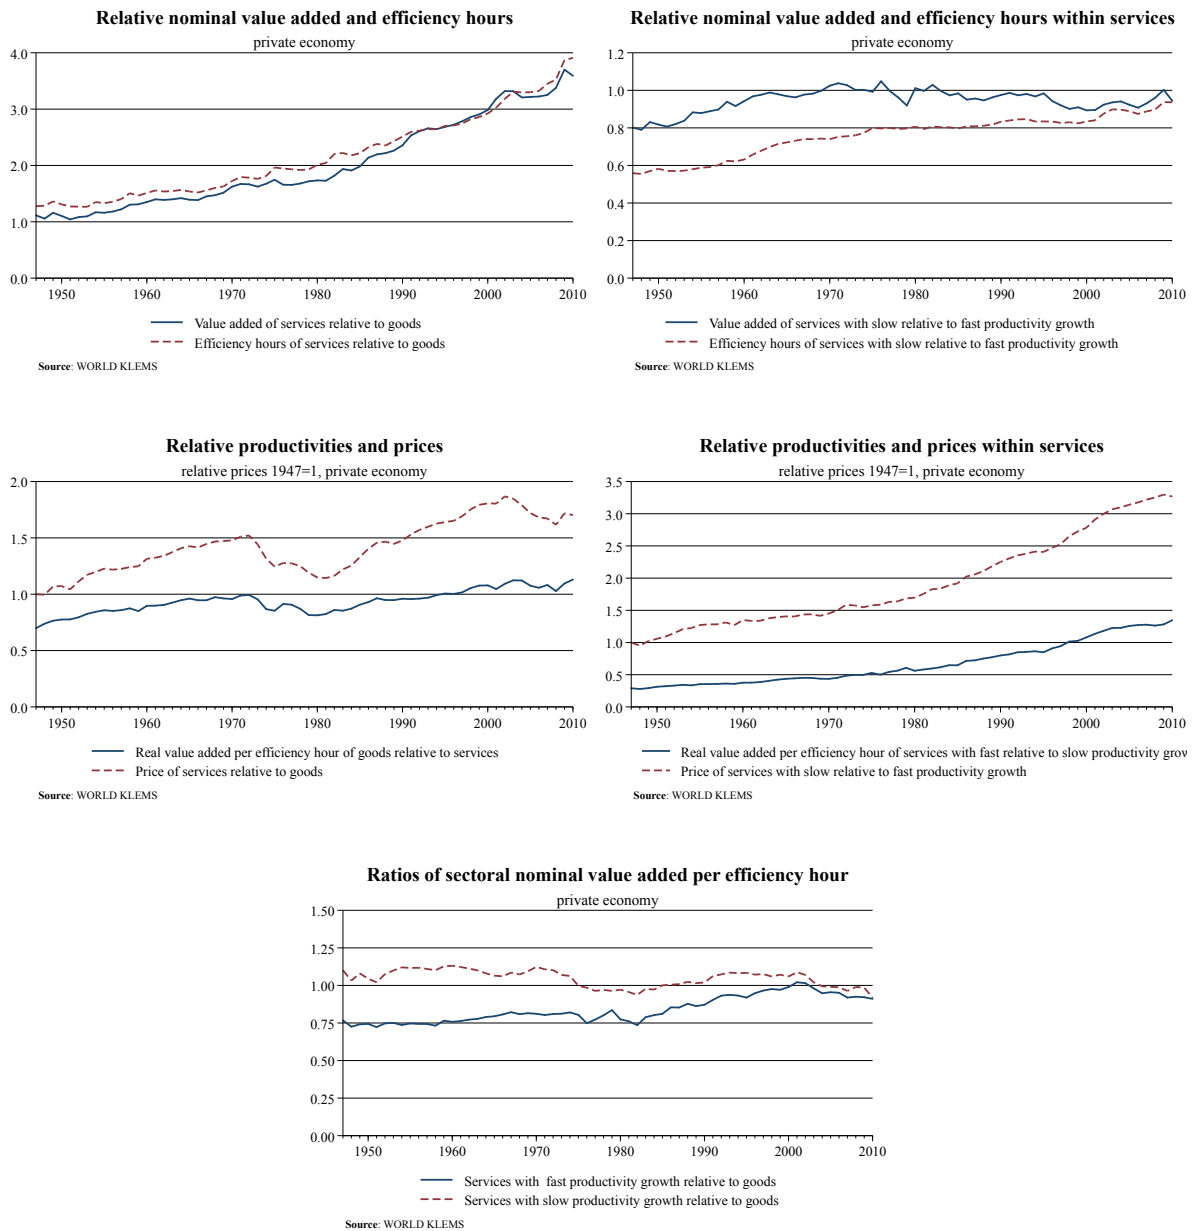 Relative nominal value added and efficiency hours
private economy
4.0
3.0
2.0
1.0
0.0
1950 1960 1970 1980 1990 2000 2010
Value added of services relative to goods
Efficiency hours of services relative to goods
Source: WORLD KLEMS
Relative nominal value added and efficiency hours within services
private economy
1.2
1.0
0.8
0.6
0.4
0.2
0.0
1950 1960 1970 1980 1990 2000 2010
Value added of services with slow relative to fast productivity growth
Efficiency hours of services with slow relative to fast productivity growth
Source: WORLD KLEMS
Relative productivities and prices
relative prices 1947=1, private economy
2.0
1.5
1.0
0.5
0.0
1950 1960 1970 1980 1990 2000 2010
Real value added per efficiency hour of goods relative to services
Price of services relative to goods
Source: WORLD KLEMS
Relative productivities and prices within services
relative prices 1947=1, private economy
3.5
3.0
2.5
2.0
1.5
1.0
0.5
0.0
1950 1960 1970 1980 1990 2000 2010
Real value added per efficiency hour of services with fast relative to slow productivity grow
Price of services with slow relative to fast productivity growth
Source: WORLD KLEMS
Ratios of sectoral nominal value added per efficiency hour
private economy
1.50
1.25
1.00
0.75
0.50
0.25
0.00
1950 1960 1970 1980 1990 2000 2010
Services with fast productivity growth relative to goods
Services with slow productivity growth relative to goods
Source: WORLD KLEMS